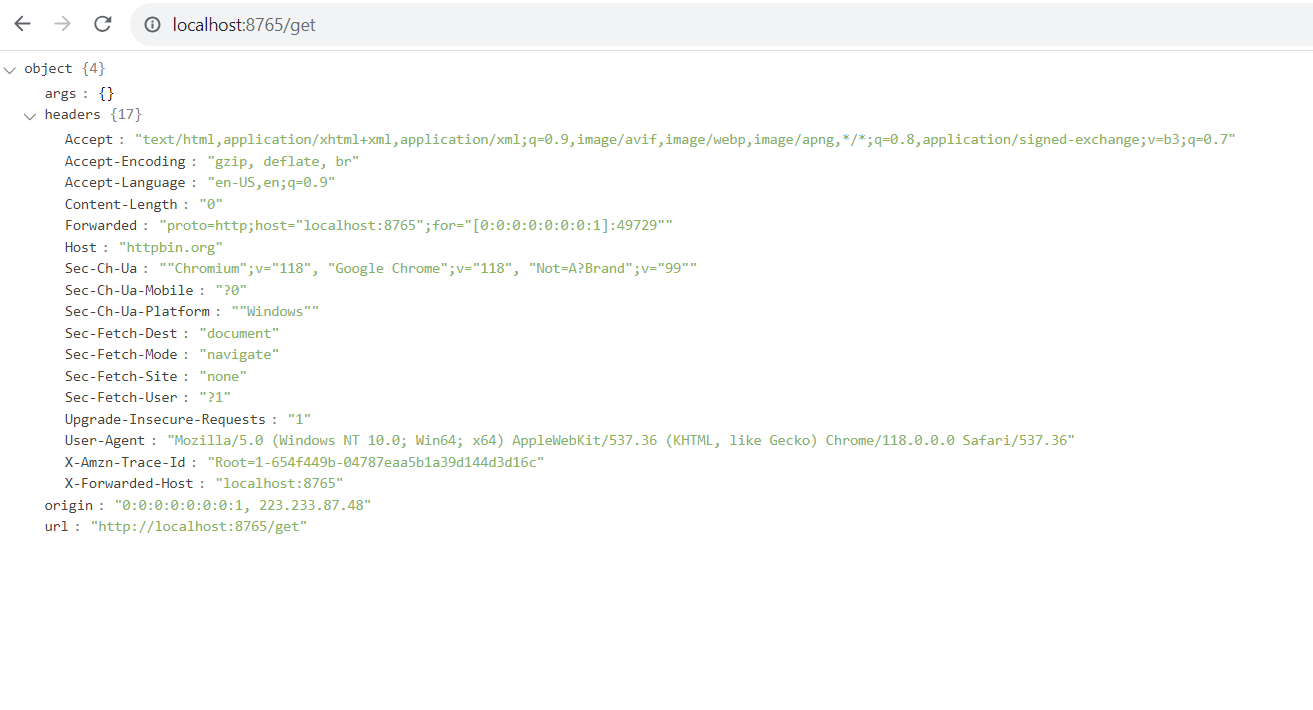 localhost:8765/get
object {4}
args : {}
headers {17}
Accept : "text/html,application/xhtml+xml,application/xml;q=0.9,image/avif,image/webp,image/apng,*/*;q=0.8,application/signed-exchange;v=b3;q=0.7"
Accept-Encoding : "gzip, deflate, br"
Accept-Language : "en-US,en;q=0.9"
Content-Length : "0"
Forwarded : "proto=http;host="localhost:8765";for="[0:0:0:0:0:0:0:1]:49729""
Host : "httpbin.org"
Sec-Ch-Ua : ""Chromium";v="118", "Google Chrome";v="118", "Not=A?Brand";v="99""
Sec-Ch-Ua-Mobile : "?0"
Sec-Ch-Ua-Platform : ""Windows""
Sec-Fetch-Dest : "document"
Sec-Fetch-Mode : "navigate"
Sec-Fetch-Site : "none"
Sec-Fetch-User : "?1"
Upgrade-Insecure-Requests : "1"
User-Agent : "Mozilla/5.0 (Windows NT 10.0; Win64; x64) AppleWebKit/537.36 (KHTML, like Gecko) Chrome/118.0.0.0 Safari/537.36"
X-Amzn-Trace-Id : "Root=1-654f449b-04787eaa5b1a39d144d3d16c"
X-Forwarded-Host : "localhost:8765"
origin : "0:0:0:0:0:0:0:1, 223.233.87.48"
url : "http://localhost:8765/get"